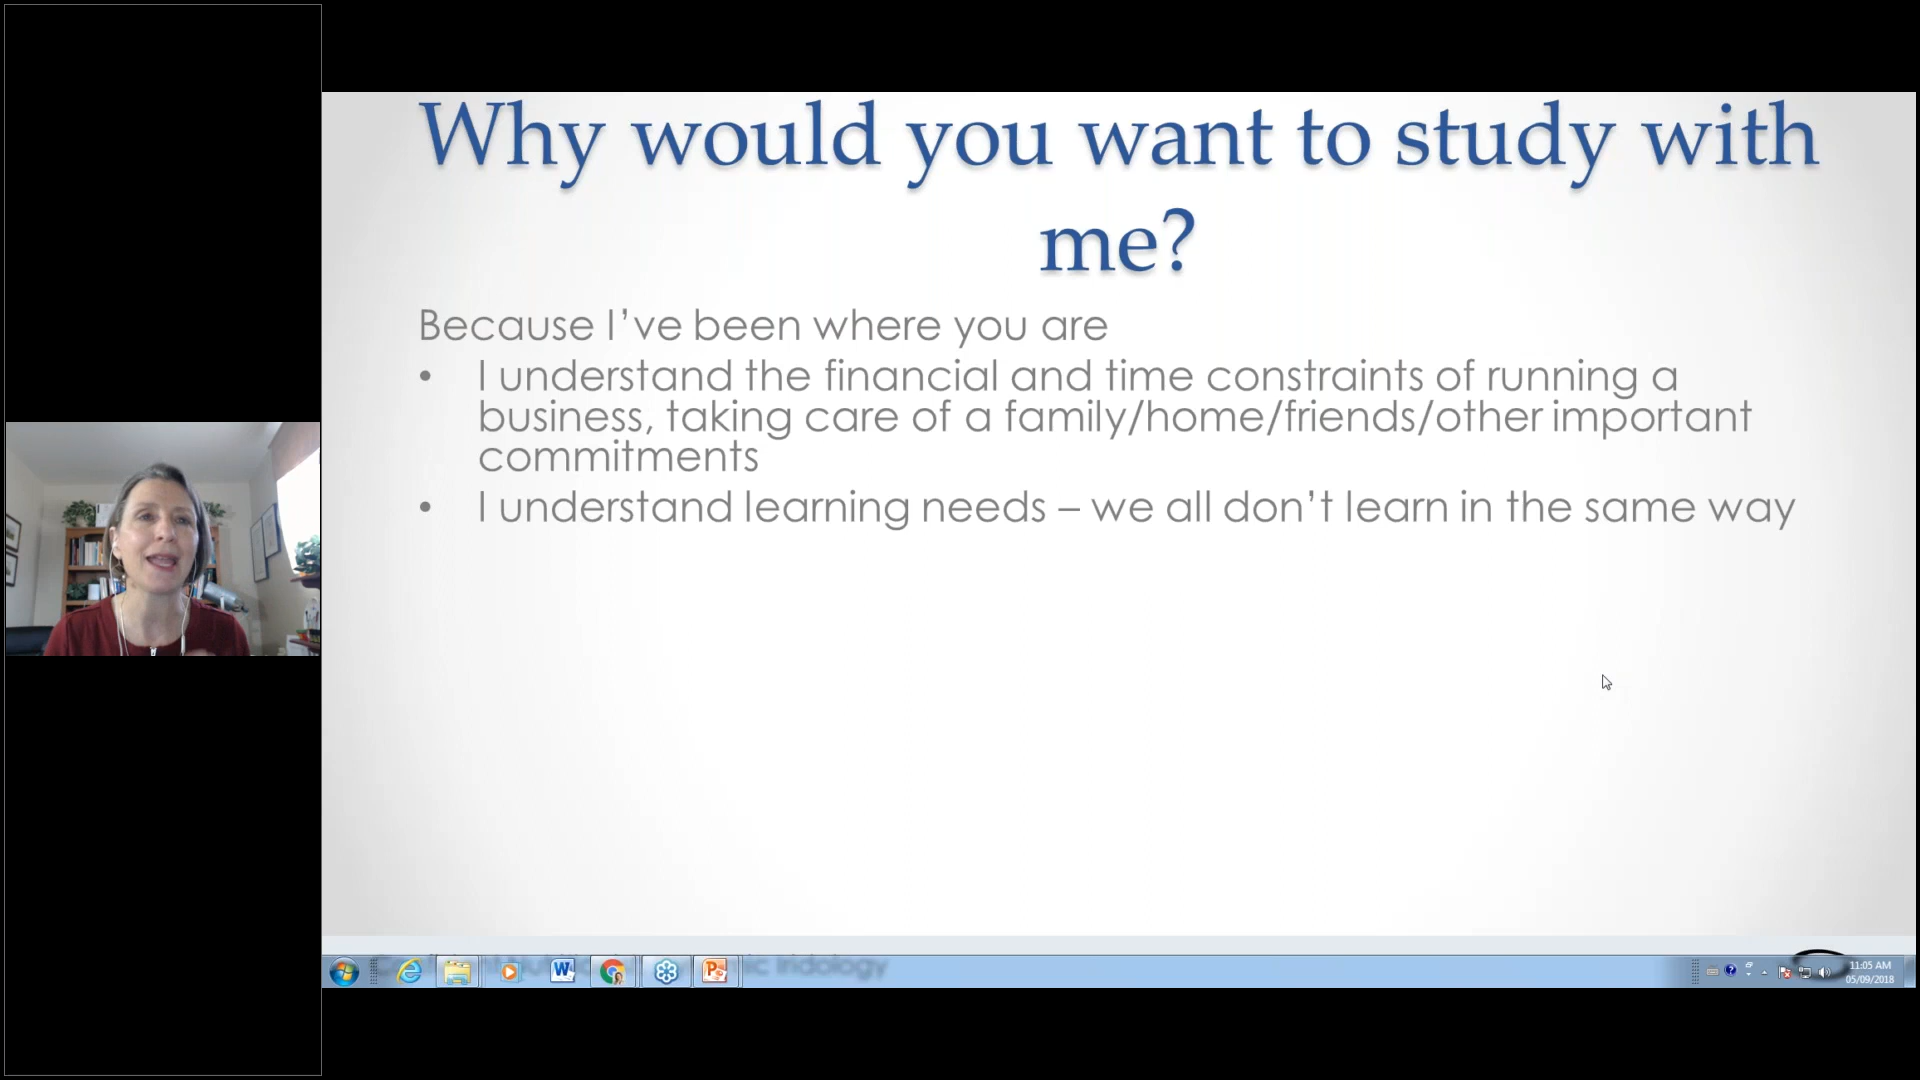 Why would you want to study with
me?
Because I’ve been where you are
• I understand the financial and time constraints of running a
business, taking care of a family/home/friends/other important
commitments
• I understand learning needs – we all don’t learn in the same way
Iridology
11:05 AM
05/09/2018